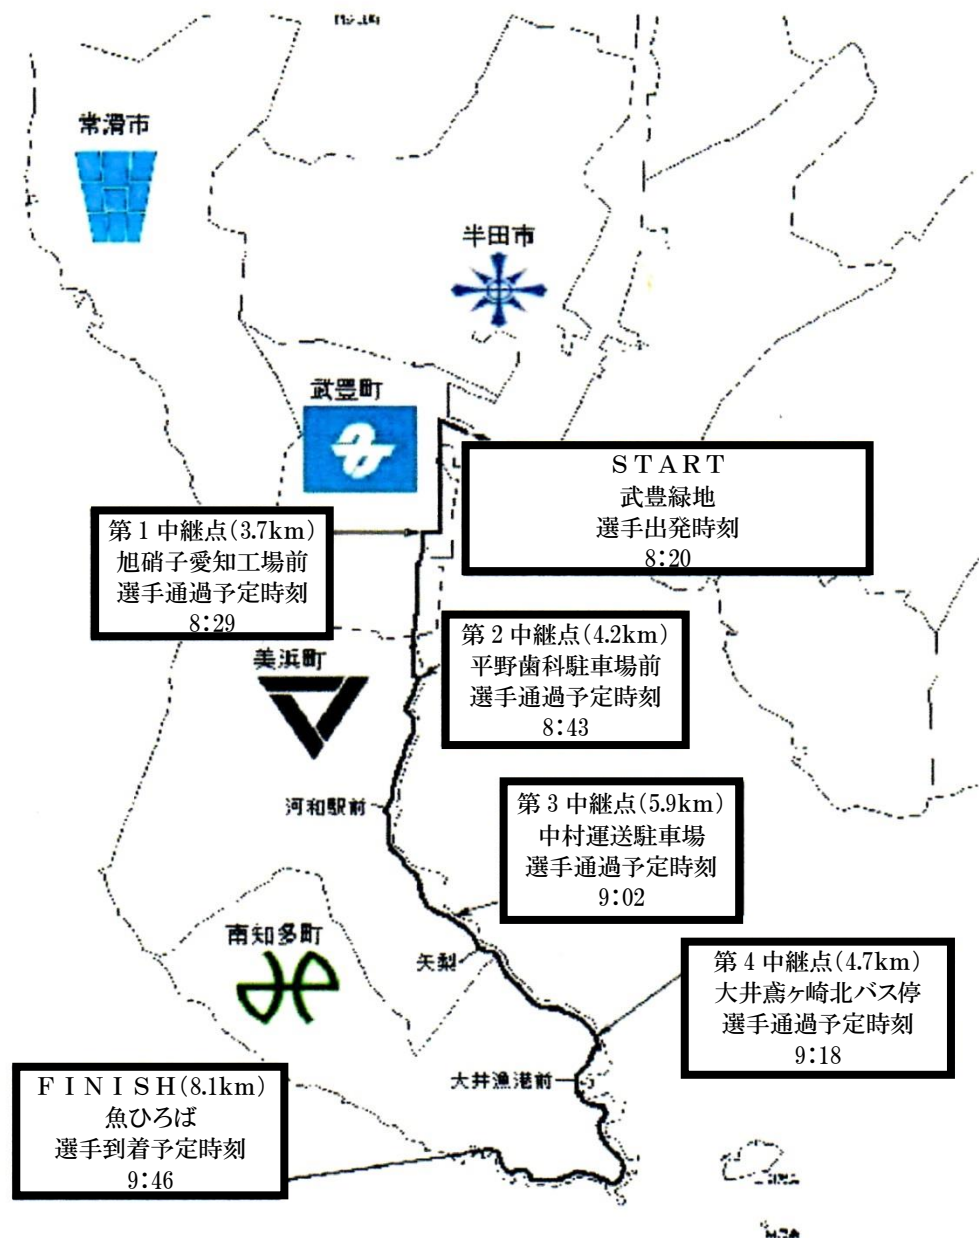 常滑市
半田市
武豊町
ＳＴＡＲＴ
武豊緑地
選手出発時刻
8：20
第１中継点（3.7km）
旭硝子愛知工場前
選手通過予定時刻
8：29
第２中継点（4.2km）
平野歯科駐車場前
選手通過予定時刻
8：43
美浜町
河和駅前
第３中継点（5.9km）
中村運送駐車場
選手通過予定時刻
9：02
南知多町
矢梨
第４中継点（4.7km）
大井鳶ヶ崎北バス停
選手通過予定時刻
9：18
大井漁港前
ＦＩＮＩＳＨ（8.1km）
魚ひろば
選手到着予定時刻
9：46